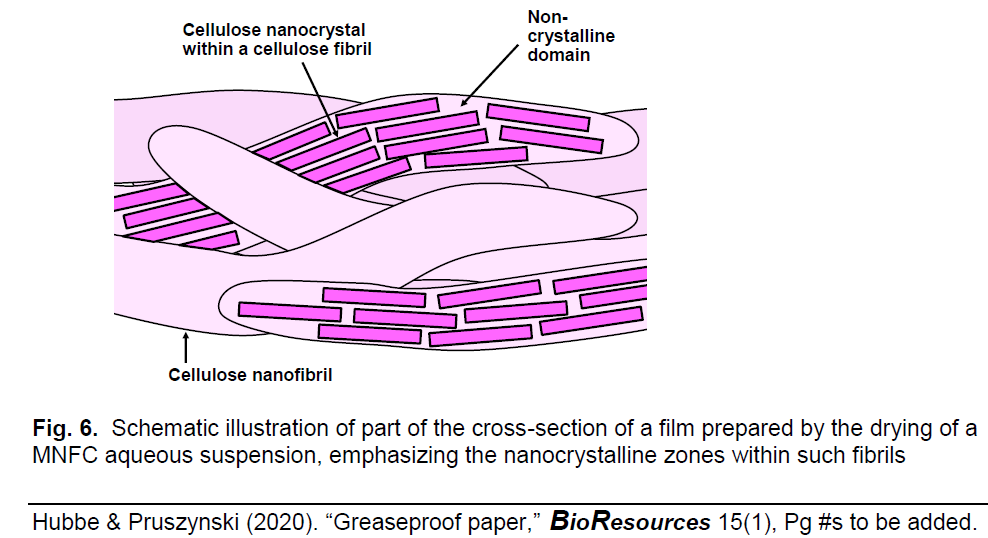 Cellulose nanocrystal
within a cellulose fibril
Non-
crystalline
domain
Cellulose nanofibril
Fig. 6. Schematic illustration of part of the cross-section of a film prepared by the drying of a
MNFC aqueous suspension, emphasizing the nanocrystalline zones within such fibrils
Hubbe & Pruszynski (2020). “Greaseproof paper,” BioResources 15(1), Pg #s to be added.